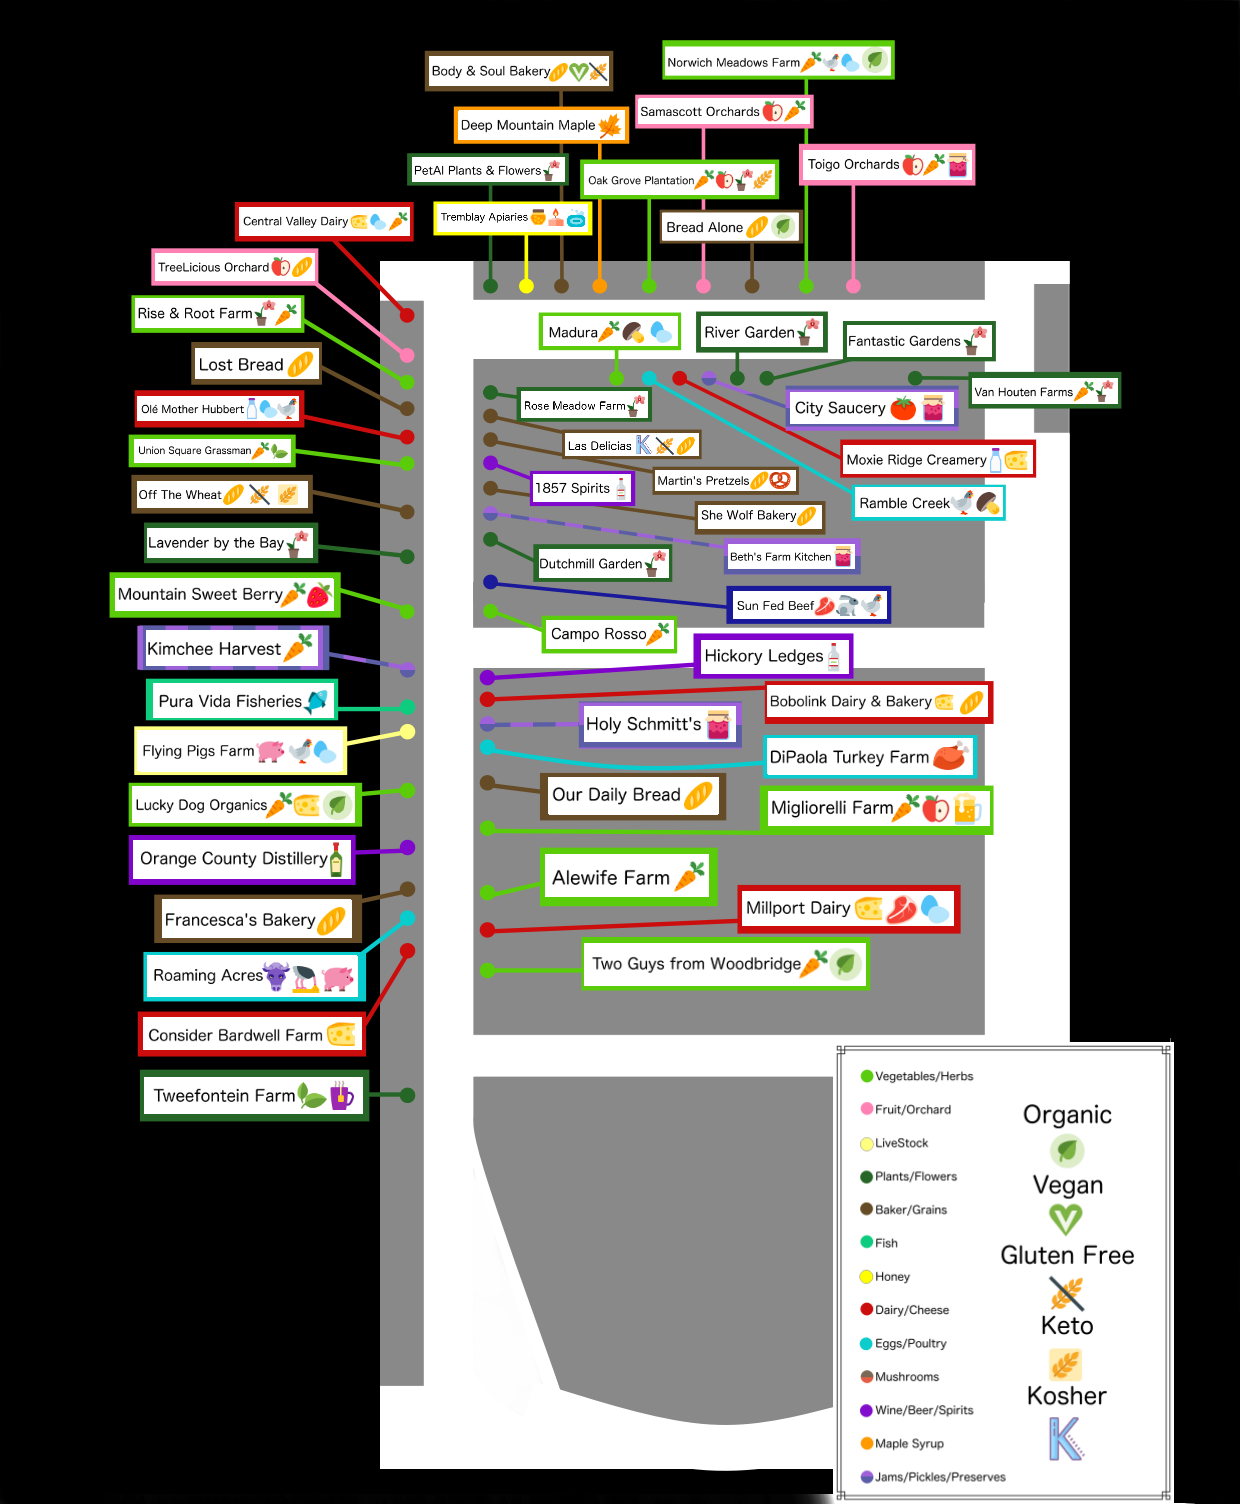 Norwich Meadows Farm
Body & Soul Bakery
Samascott Orchards
Deep Mountain Maple
Toigo Orchards
PetAl Plants & Flowers
Oak Grove Plantation
Tremblay Apiaries
Bread Alone
Central Valley Dairy
TreeLicious Orchard
Rise & Root Farm
Lost Bread
Olé Mother Hubbert
Union Square Grassman
Off The Wheat
Lavender by the Bay
Mountain Sweet Berry
Kimchee Harvest
Pura Vida Fisheries
Flying Pigs Farm
Lucky Dog Organics
Orange County Distillery
Francesca's Bakery
Roaming Acres
Consider Bardwell Farm
Tweefontein Farm
Madura
River Garden
Fantastic Gardens
Van Houten Farms
City Saucery
Moxie Ridge Creamery
Ramble Creek
Rose Meadow Farm
Las Delicias
Martin's Pretzels
1857 Spirits
She Wolf Bakery
Beth's Farm Kitchen
Dutchmill Garden
Sun Fed Beef
Campo Rosso
Hickory Ledges
Bobolink Dairy & Bakery
Holy Schmitt's
DiPaola Turkey Farm
Our Daily Bread
Migliorelli Farm
Alewife Farm
Millport Dairy
Two Guys from Woodbridge
Vegetables/Herbs
Fruit/Orchard
LiveStock
Plants/Flowers
Baker/Grains
Fish
Honey
Dairy/Cheese
Eggs/Poultry
Mushrooms
Wine/Beer/Spirits
Maple Syrup
Jams/Pickles/Preserves
Organic
Vegan
Gluten Free
Keto
Kosher
K